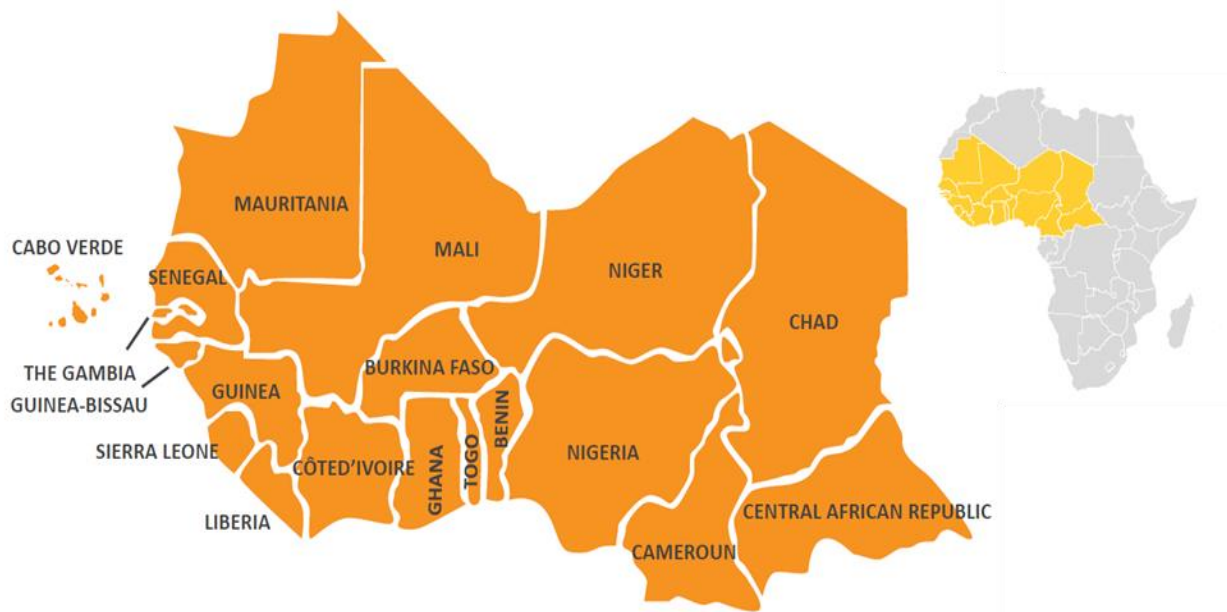 MAURITANIA
CABO VERDE
MALI
SENEGAL
NIGER
CHAD
THE GAMBIA
BURKINA FASO
GUINEA-BISSAU
GUINEA
SIERRA LEONE
CÔTED'IVOIRE
GHANA
TOGO
BENIN
NIGERIA
LIBERIA
CENTRAL AFRICAN REPUBLIC
CAMEROUN